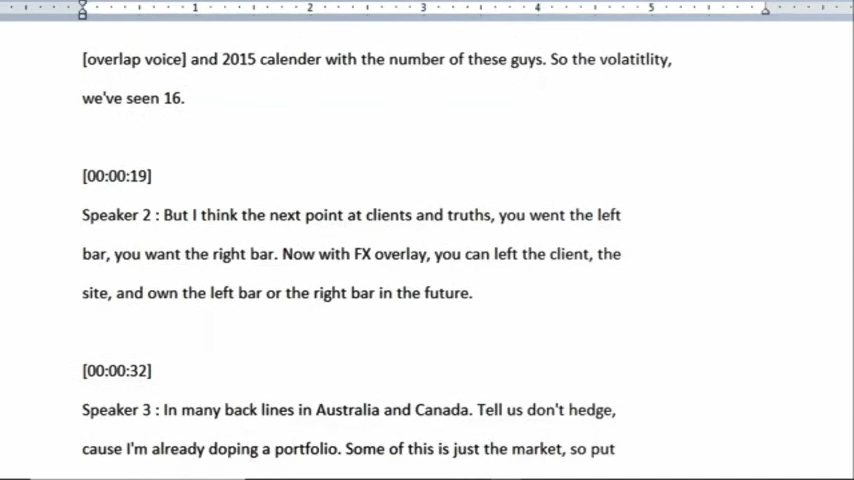 1 2 3 4 5
[overlap voice] and 2015 calender with the number of these guys. So the volatitlity,
we've seen 16.
[00:00:19]
Speaker 2 : But I think the next point at clients and truths, you went the left
bar, you want the right bar. Now with FX overlay, you can left the client, the
site, and own the left bar or the right bar in the future.
[00:00:32]
Speaker 3 : In many back lines in Australia and Canada. Tell us don't hedge,
cause I'm already doping a portfolio. Some of this is just the market, so put